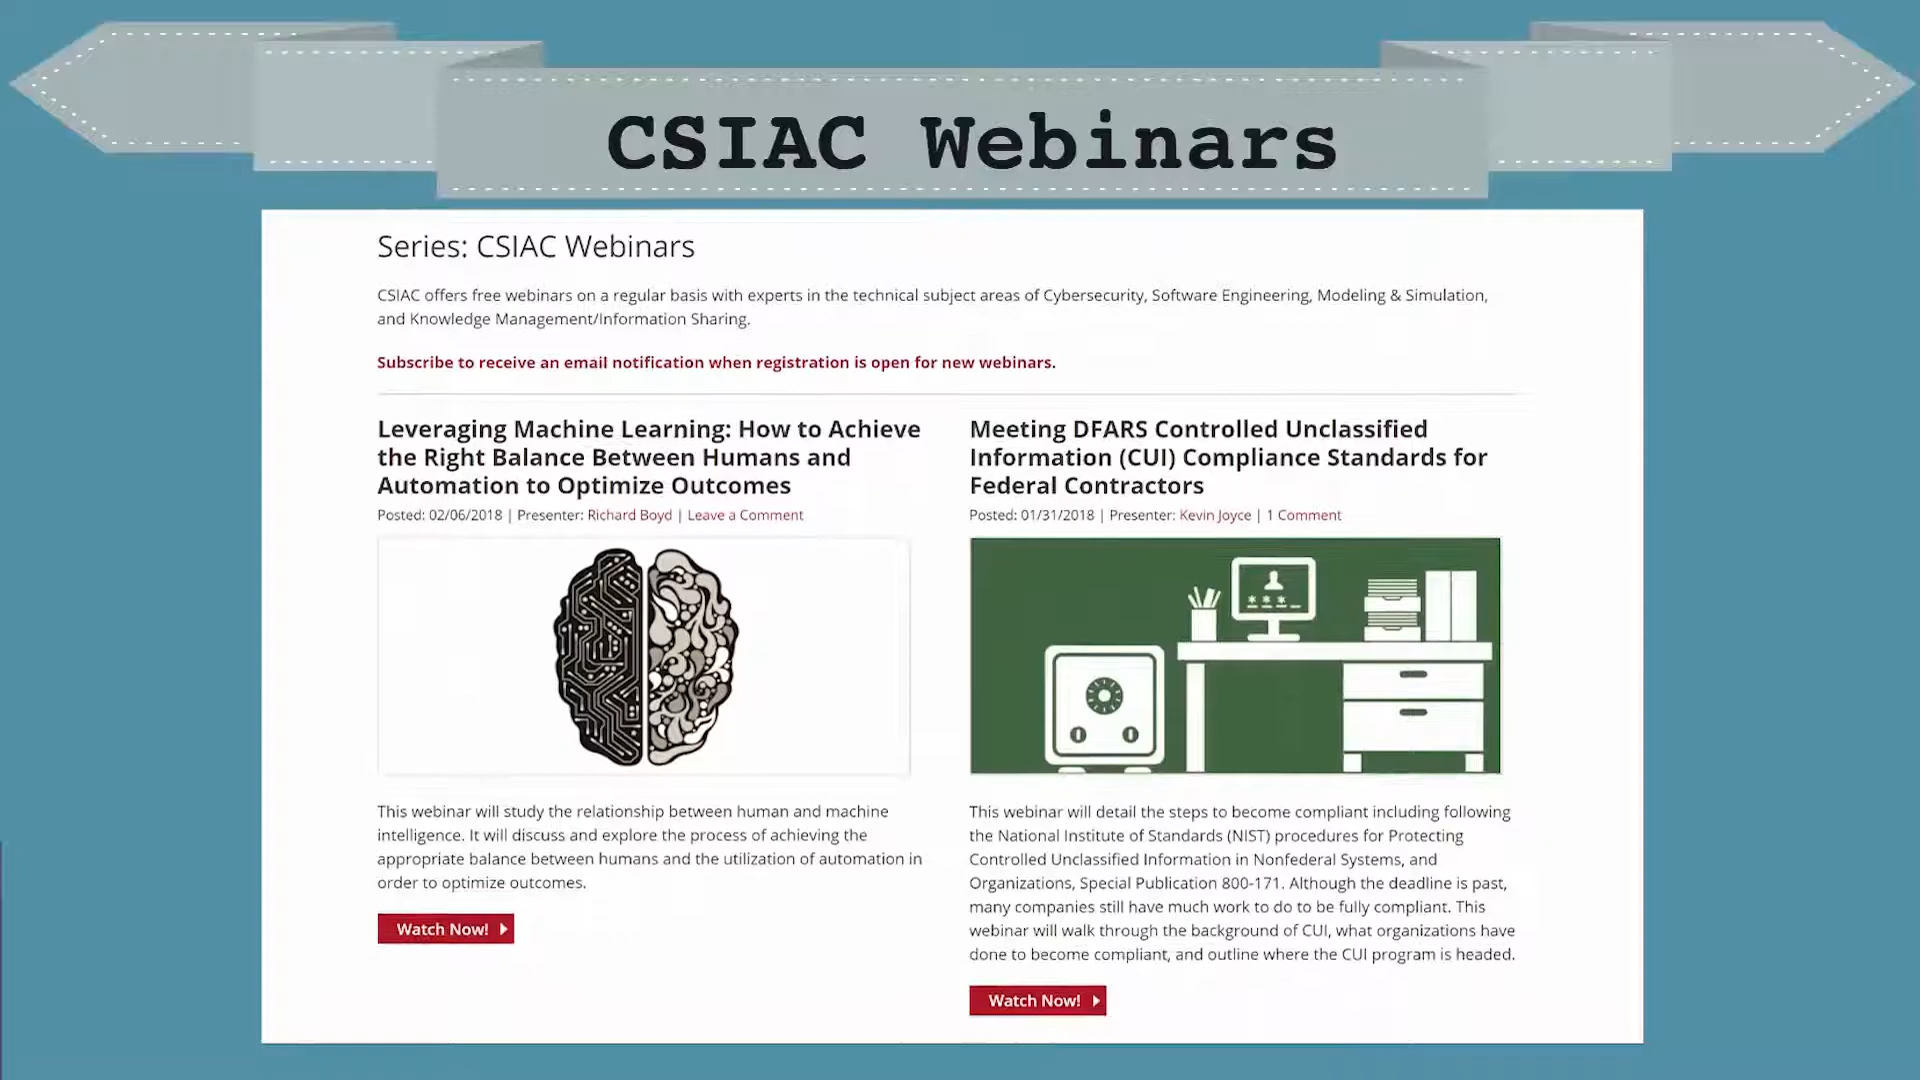 CSIAC Webinars
Series: CSIAC Webinars
CSIAC offers free webinars on a regular basis with experts in the technical subject areas of Cybersecurity, Software Engineering, Modeling & Simulation,
and Knowledge Management/Information Sharing.
Subscribe to receive an email notification when registration is open for new webinars.
Leveraging Machine Learning: How to Achieve
the Right Balance Between Humans and
Automation to Optimize Outcomes
Posted: 02/06/2018 | Presenter: Richard Boyd | Leave a Comment
This webinar will study the relationship between human and machine
intelligence. It will discuss and explore the process of achieving the
appropriate balance between humans and the utilization of automation in
order to optimize outcomes.
Watch Now!
Meeting DFARS Controlled Unclassified
Information (CUI) Compliance Standards for
Federal Contractors
Posted: 01/31/2018 | Presenter: Kevin Joyce | 1 Comment
***_
This webinar will detail the steps to become compliant including following
the National Institute of Standards (NIST) procedures for Protecting
Controlled Unclassified Information in Nonfederal Systems, and
Organizations, Special Publication 800-171. Although the deadline is past,
many companies still have much work to do to be fully compliant. This
webinar will walk through the background of CUI, what organizations have
done to become compliant, and outline where the CUI program is headed.
Watch Now!